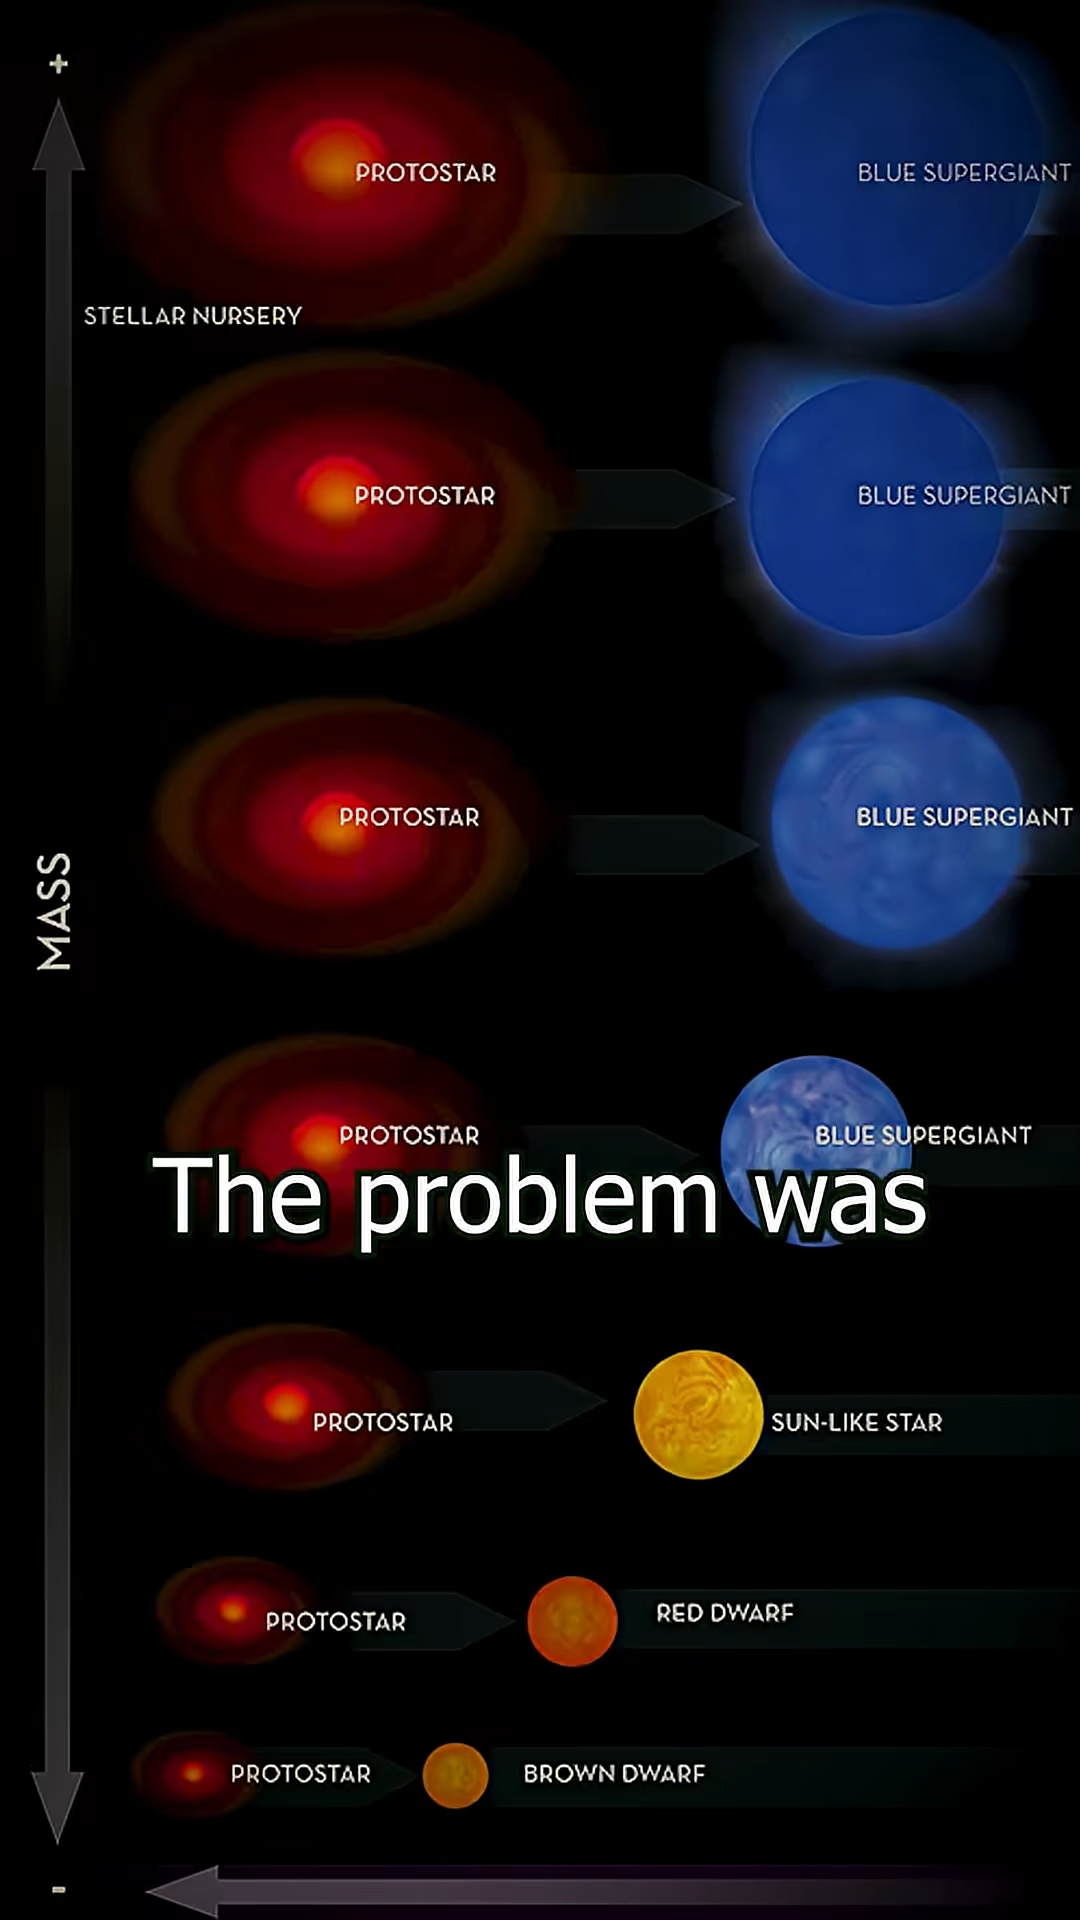 +
PROTOSTAR
BLUE SUPERGIANT
STELLAR NURSERY
PROTOSTAR
BLUE SUPERGIANT
PROTOSTAR
BLUE SUPERGIANT
MASS
PROTOSTAR
BLUE SUPERGIANT
The problem was
PROTOSTAR
SUN-LIKE STAR
PROTOSTAR
RED DWARF
PROTOSTAR
BROWN DWARF
-